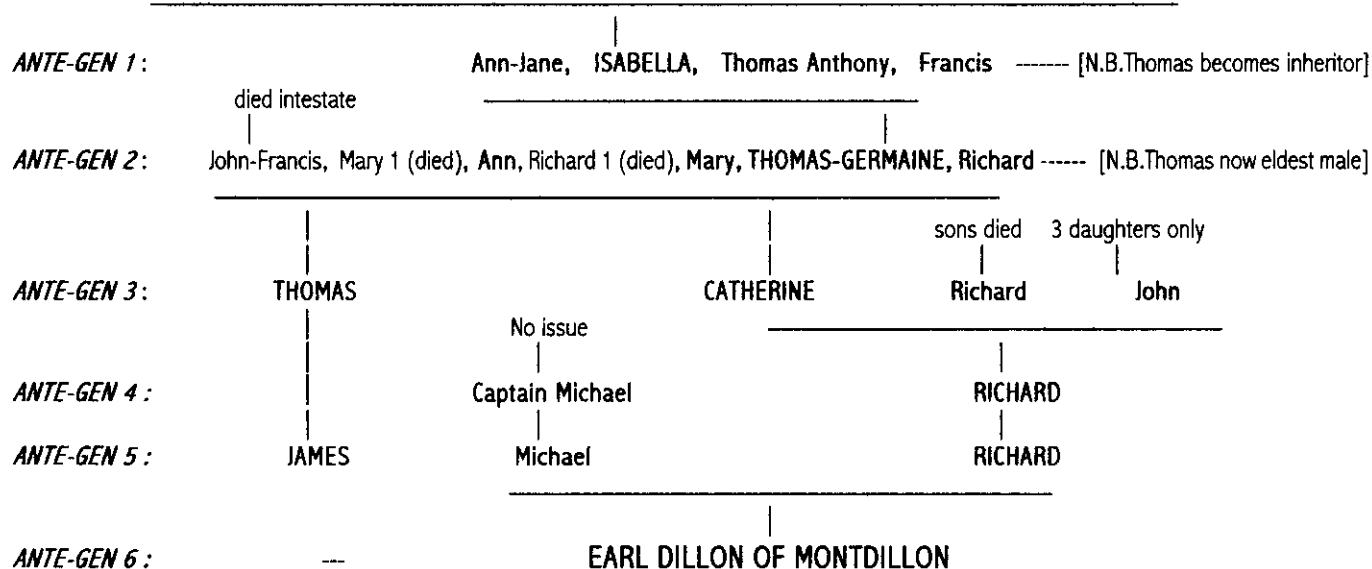 ANTE-GEN 1: Ann-Jane, ISABELLA, Thomas Anthony, Francis ------- [N.B.Thomas becomes inheritor]
died intestate
ANTE-GEN 2: John-Francis, Mary 1 (died), Ann, Richard 1 (died), Mary, THOMAS-GERMAINE, Richard ------ [N.B.Thomas now eldest male]
sons died 3 daughters only
ANTE-GEN 3: THOMAS CATHERINE Richard John
No issue
ANTE-GEN 4: Captain Michael RICHARD
ANTE-GEN 5: JAMES Michael RICHARD
ANTE-GEN 6: --- EARL DILLON OF MONTDILLON